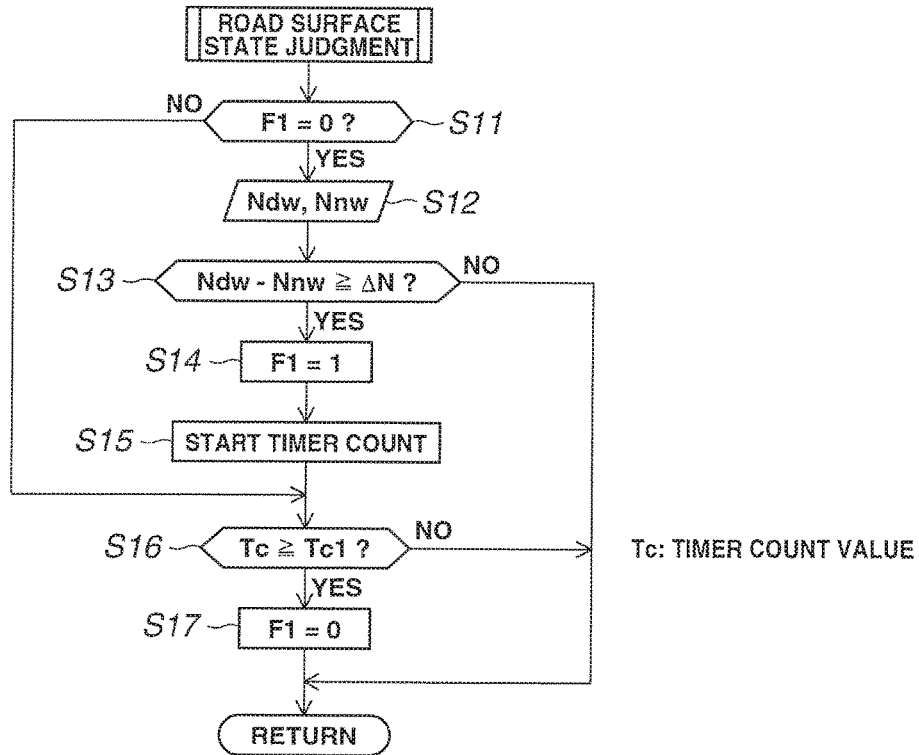 ROAD SURFACE
STATE JUDGMENT
NO
F1 = 0 ?
S11
YES
Ndw, Nnw
S12
S13
Ndw - Nnw ≧ ΔN ?
NO
YES
S14
F1 = 1
S15
START TIMER COUNT
S16
Tc ≧ Tc1 ?
NO
Tc: TIMER COUNT VALUE
YES
S17
F1 = 0
RETURN